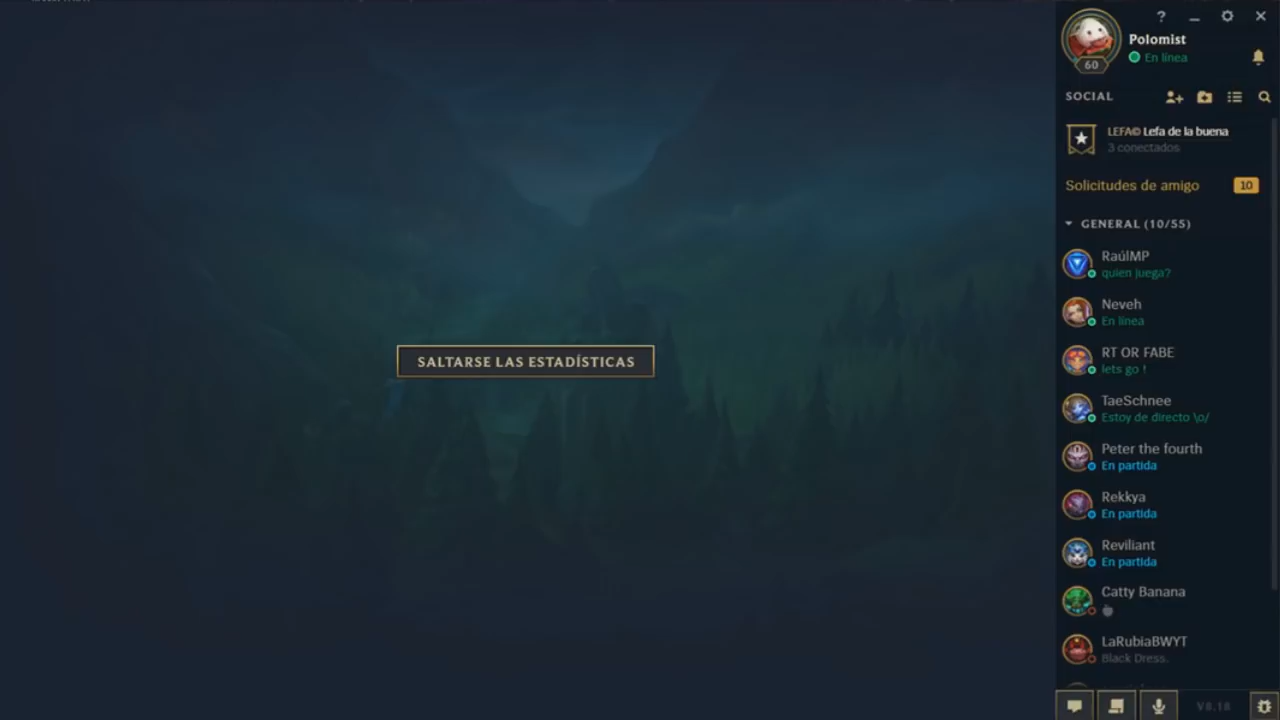 Polomist
60
En línea
SOCIAL
LEFA© Lefa de la buena
3 conectados
Solicitudes de amigo 10
GENERAL (10/55)
RaúlMP
quien juega?
Neveh
En línea
SALTARSE LAS ESTADÍSTICAS
RT OR FABE
lets go !
TaeSchnee
Estoy de directo \o/
Peter the fourth
En partida
Rekkya
En partida
Reviliant
En partida
Catty Banana
LaRubiaBWYT
Black Dress.
V8.18